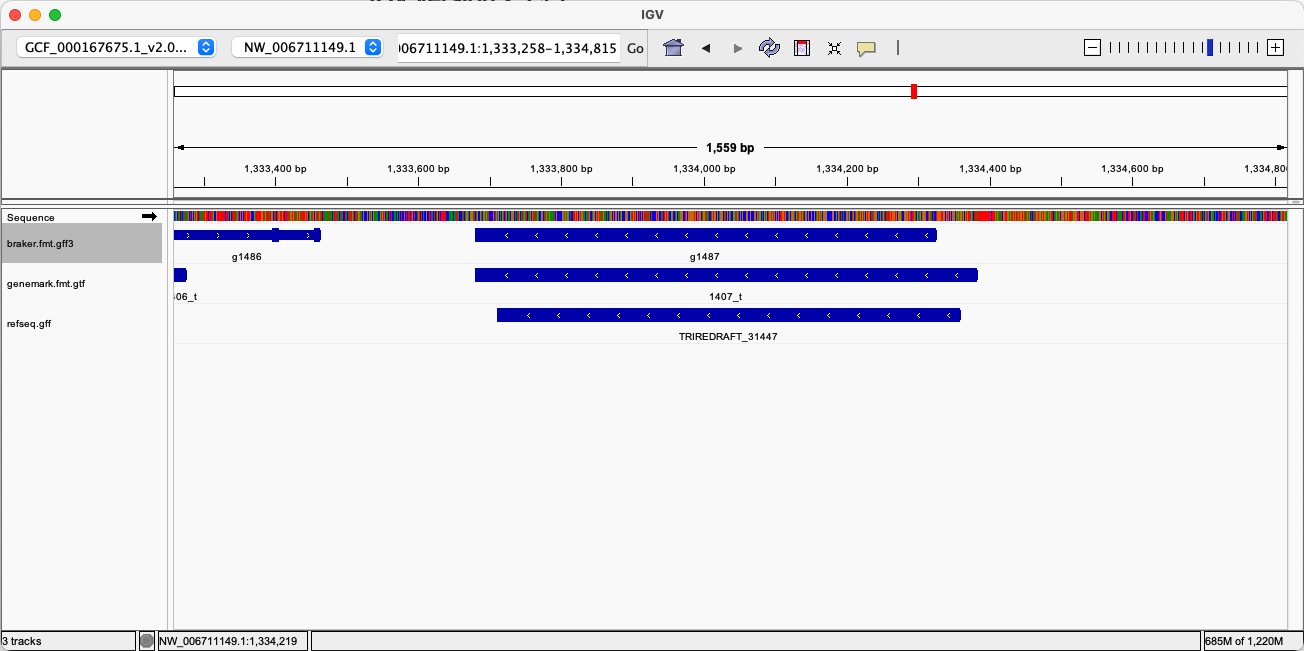 IGV
GCF_000167675.1_v2.0... NW_006711149.1 006711149.1:1,333,258-1,334,815 Go
1,559 bp
1,333,400 bp 1,333,600 bp 1,333,800 bp 1,334,000 bp 1,334,200 bp 1,334,400 bp 1,334,600 bp 1,334,80
Sequence
braker.fmt.gff3
g1486 g1487
genemark.fmt.gtf
06_t 1407_t
refseq.gff
TRIREDRAFT_31447
3 tracks NW_006711149.1:1,334,219 685M of 1,220M